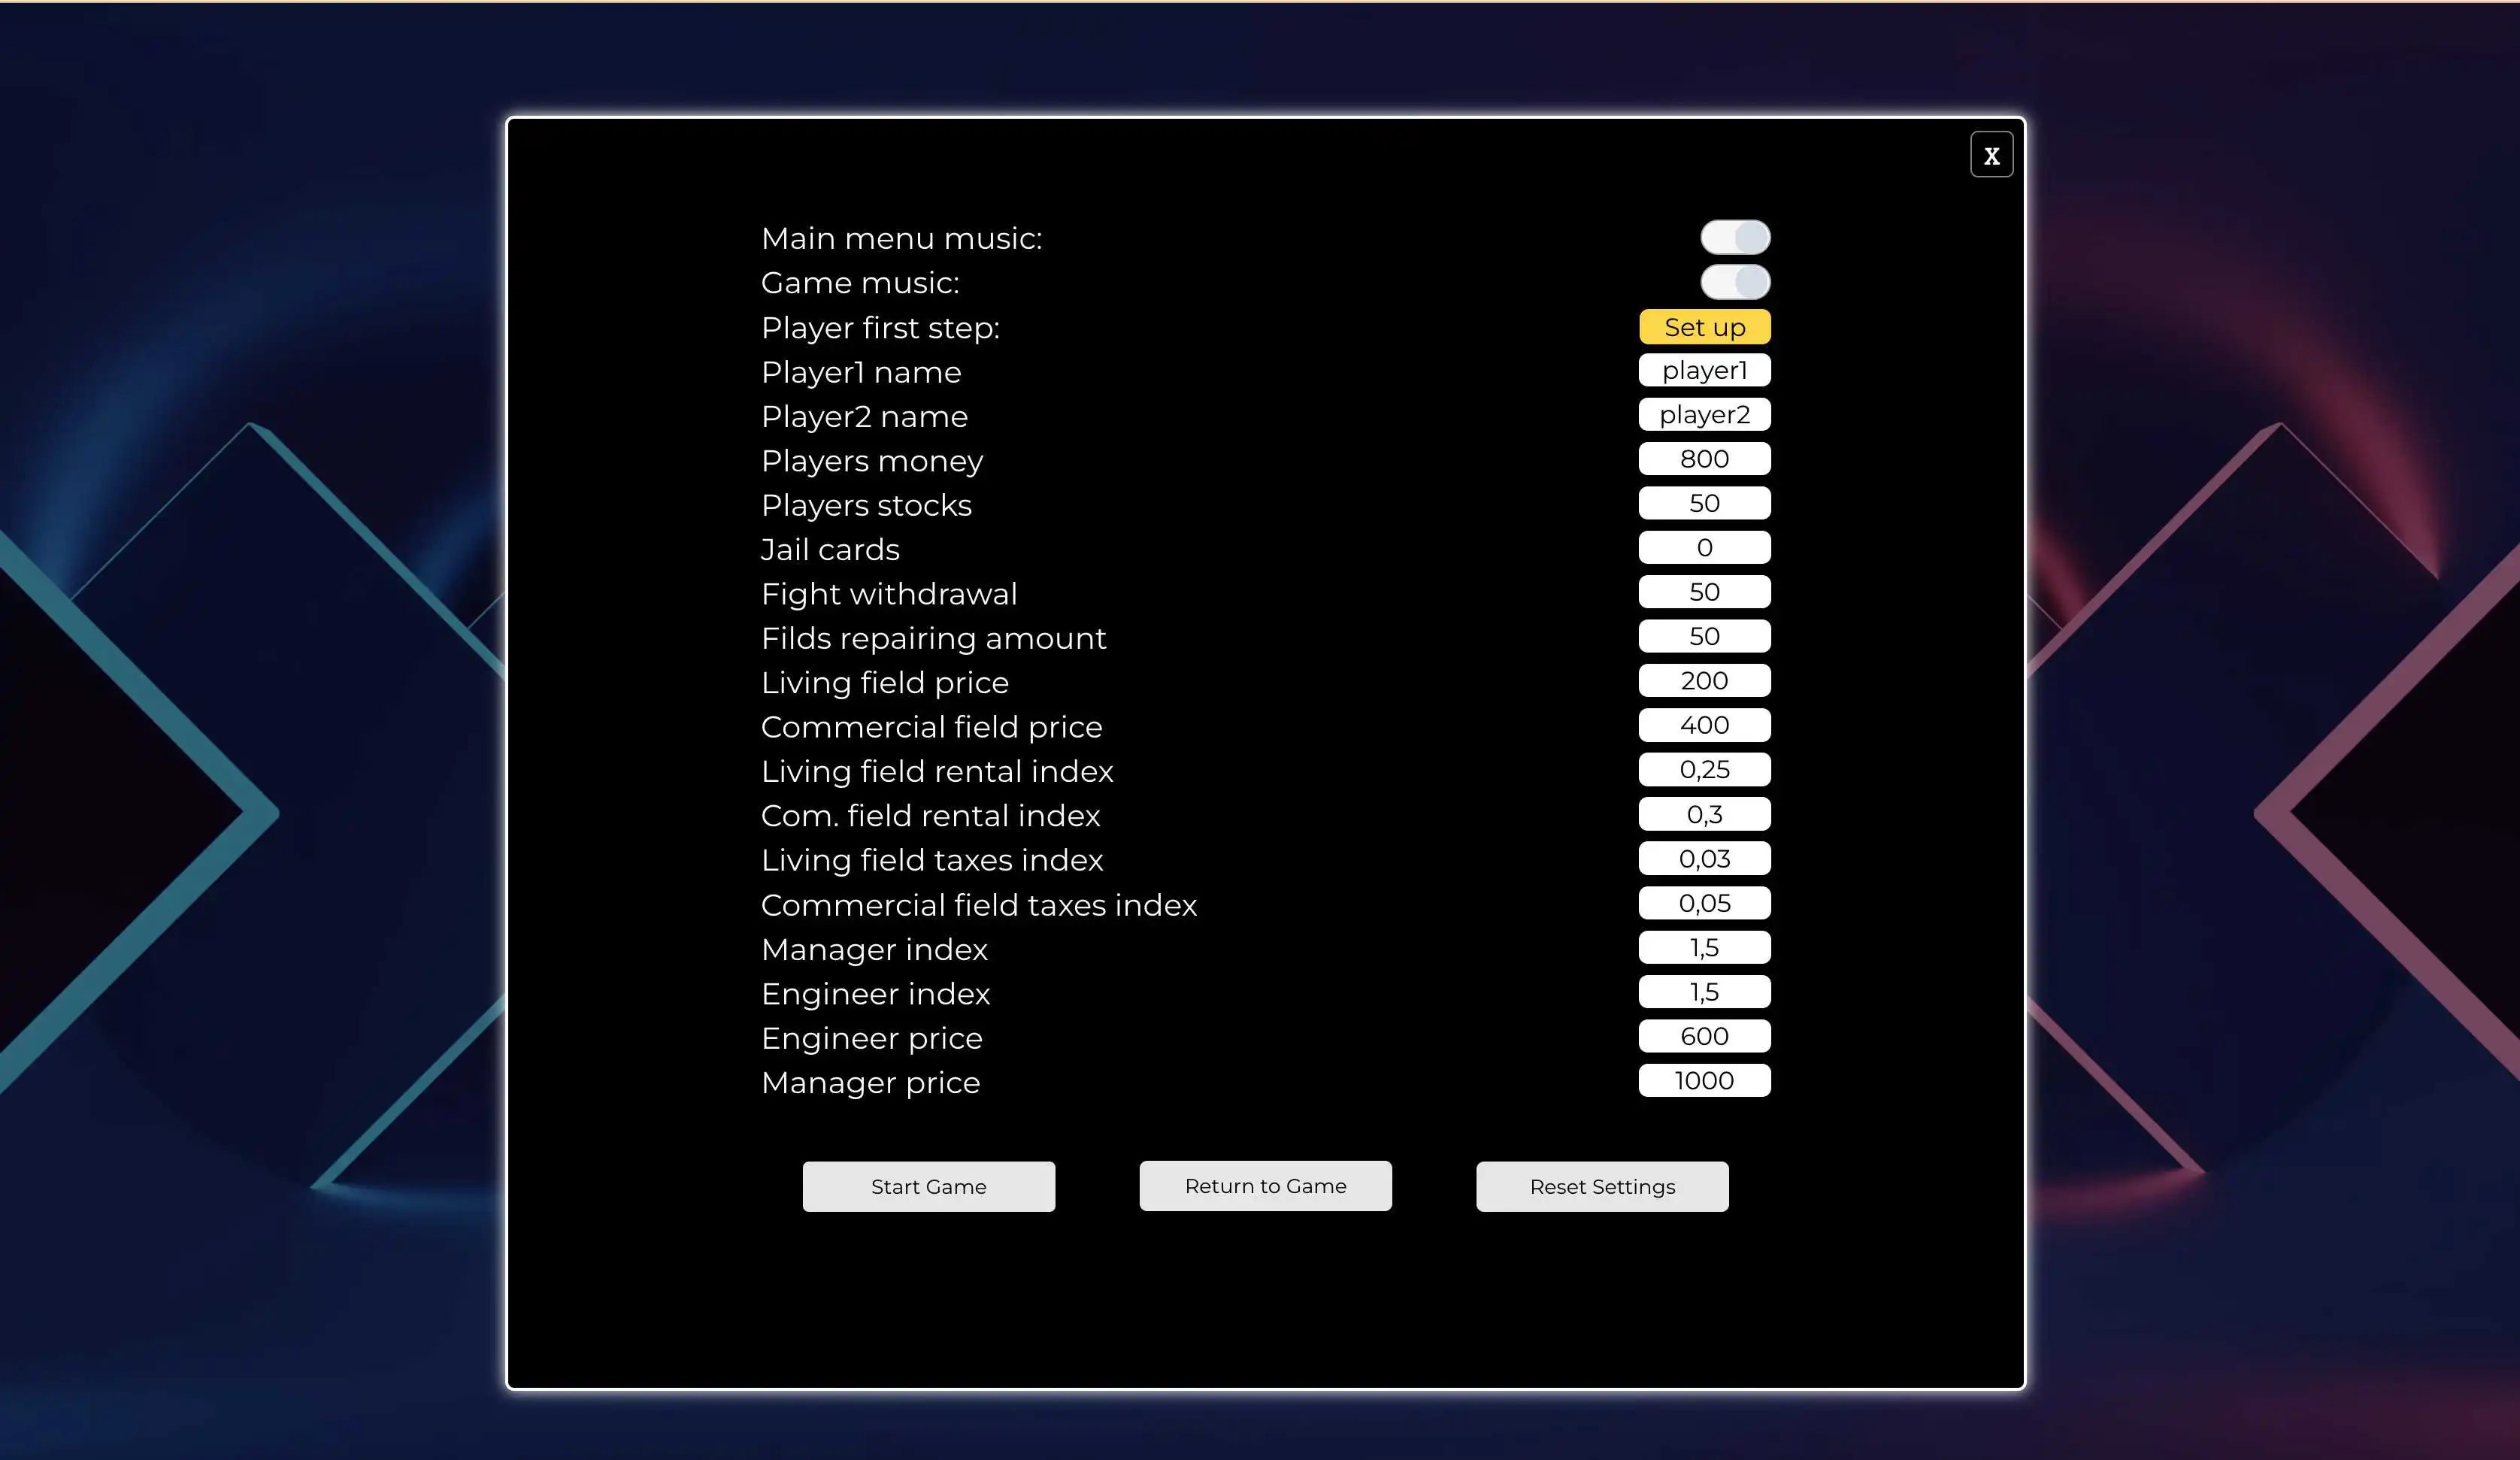 X
Main menu music:
Game music:
Player first step: Set up
Player1 name player1
Player2 name player2
Players money 800
Players stocks 50
Jail cards 0
Fight withdrawal 50
Filds repairing amount 50
Living field price 200
Commercial field price 400
Living field rental index 0,25
Com. field rental index 0,3
Living field taxes index 0,03
Commercial field taxes index 0,05
Manager index 1,5
Engineer index 1,5
Engineer price 600
Manager price 1000
Start Game Return to Game Reset Settings